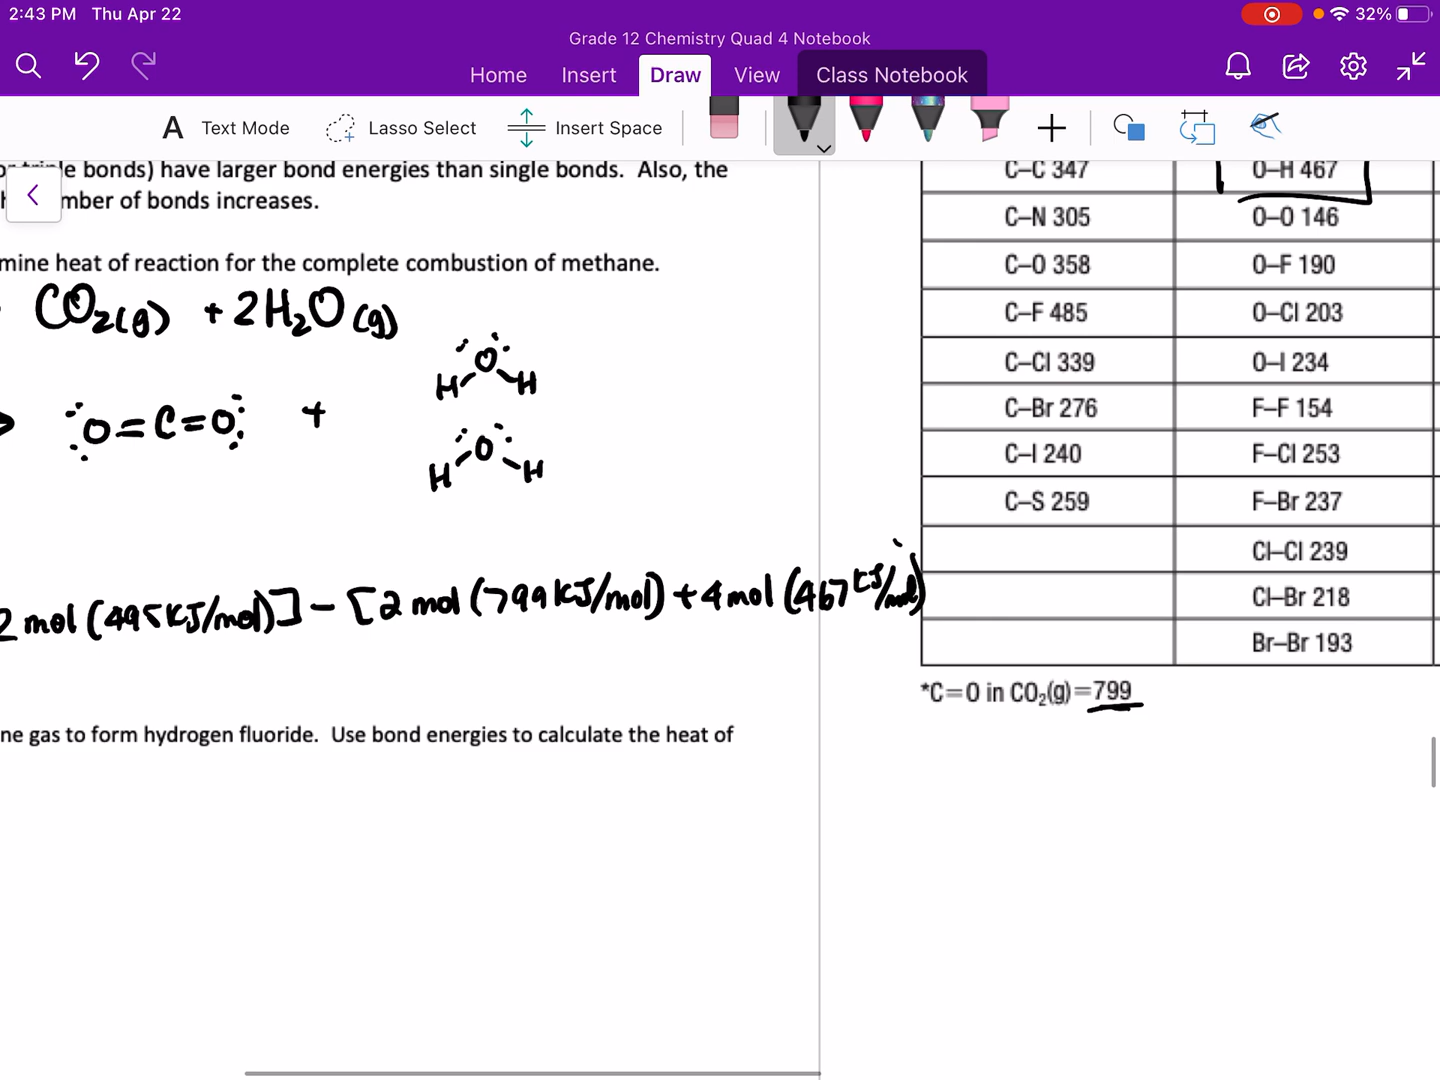 2:43 PM Thu Apr 22 32%
Grade 12 Chemistry Quad 4 Notebook
Home Insert Draw View Class Notebook
A Text Mode Lasso Select Insert Space
le bonds) have larger bond energies than single bonds. Also, the
mber of bonds increases.
mine heat of reaction for the complete combustion of methane.
CO₂(g) + 2H₂O(g)
O=C=O +
O
H H
O
H H
2 mol (495 kJ/mol)] - [2 mol (799 kJ/mol) + 4 mol (467 kJ/mol)
ne gas to form hydrogen fluoride. Use bond energies to calculate the heat of
C–C 347 O–H 467
C–N 305 O–O 146
C–O 358 O–F 190
C–F 485 O–Cl 203
C–Cl 339 O–I 234
C–Br 276 F–F 154
C–I 240 F–Cl 253
C–S 259 F–Br 237
Cl–Cl 239
Cl–Br 218
Br–Br 193
*C=O in CO₂(g)=799